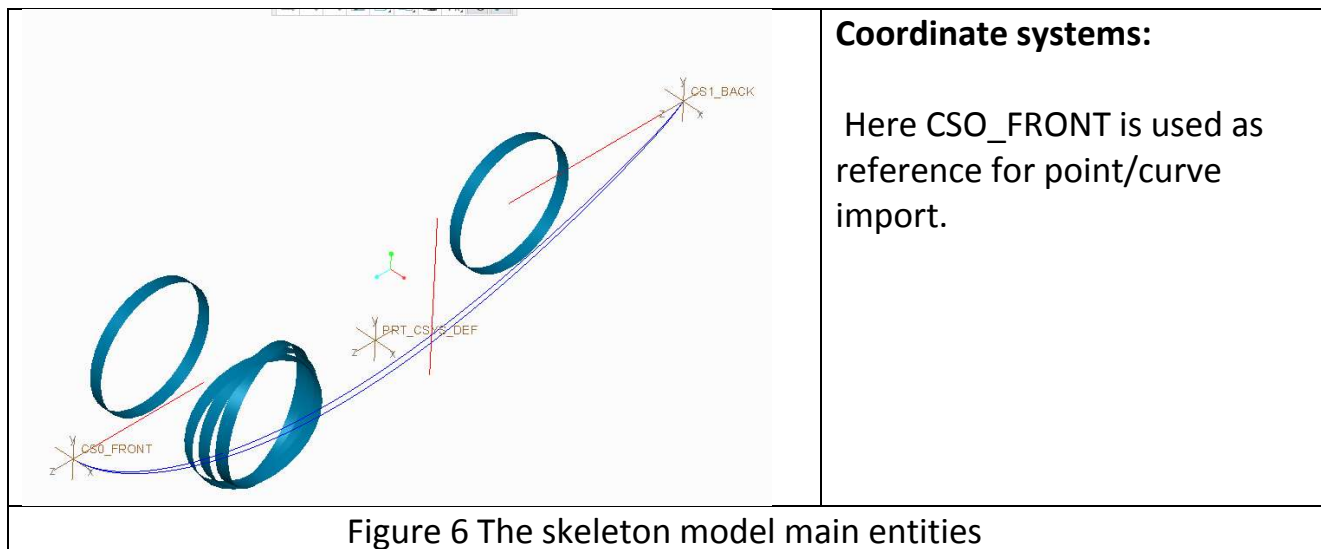 Coordinate systems:
Here CSO_FRONT is used as
reference for point/curve
import.
Y
CS1_BACK
Z
X
Y
PRT_CSYS_DEF
Z
X
Y
CS0_FRONT
Z
X
Figure 6 The skeleton model main entities